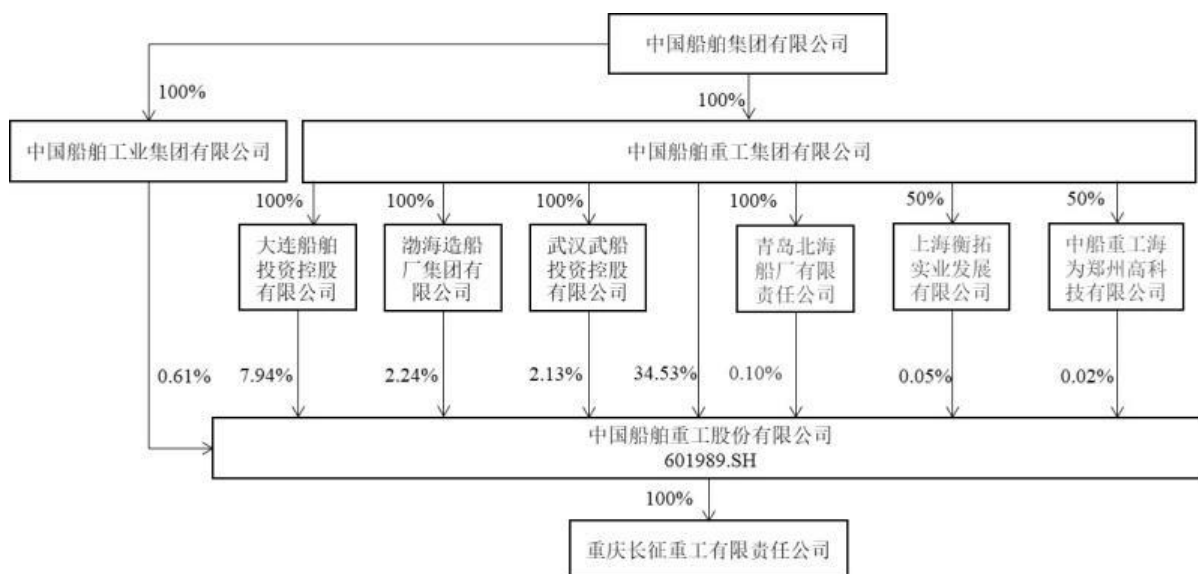 中国船舶集团有限公司
100%
100%
中国船舶工业集团有限公司
中国船舶重工集团有限公司
100%
100%
100%
100%
50%
50%
大连船舶
投资控股
有限公司
渤海造船
厂集团有
限公司
武汉武船
投资控股
有限公司
青岛北海
船厂有限
责任公司
上海衡拓
实业发展
有限公司
中船重工海
为郑州高科
技有限公司
0.61%
7.94%
2.24%
2.13%
34.53%
0.10%
0.05%
0.02%
中国船舶重工股份有限公司
601989.SH
100%
重庆长征重工有限责任公司